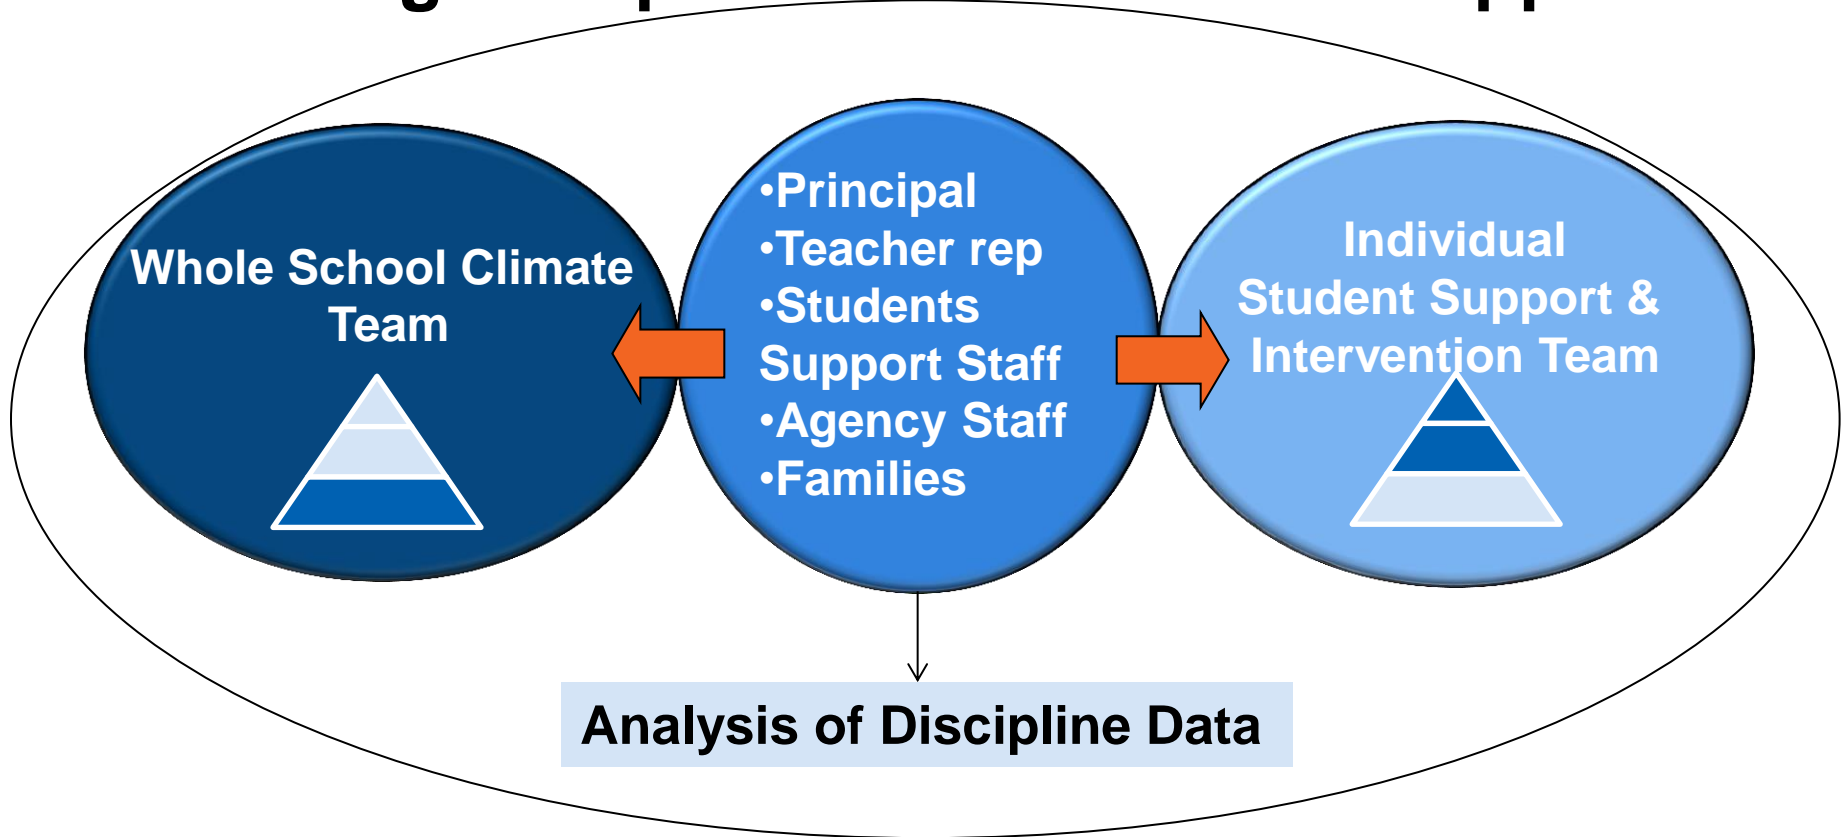 Whole School Climate
Team
•Principal
•Teacher rep
•Students
Support Staff
•Agency Staff
•Families
Individual
Student Support &
Intervention Team
Analysis of Discipline Data